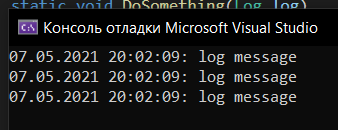 static void DoSomething(Log log)
Консоль отладки Microsoft Visual Studio
07.05.2021 20:02:09: log message
07.05.2021 20:02:09: log message
07.05.2021 20:02:09: log message